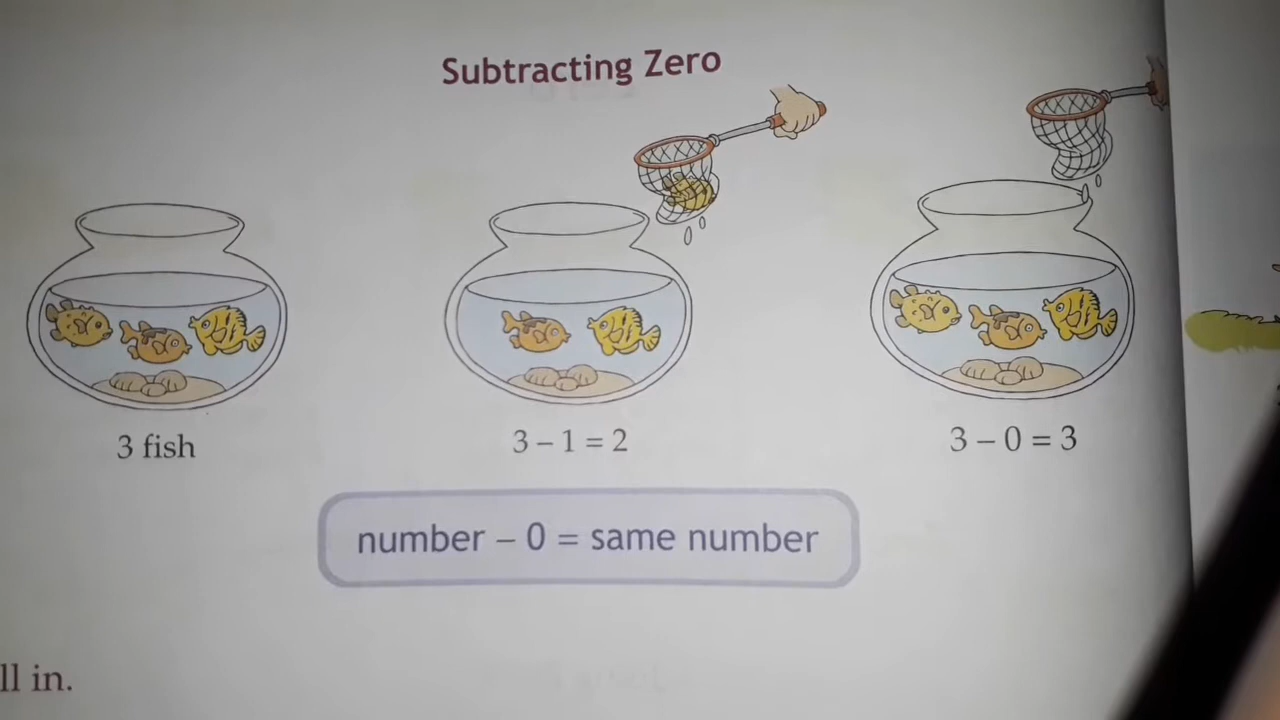 Subtracting Zero
3 fish
3 – 1 = 2
3 – 0 = 3
number – 0 = same number
ll in.